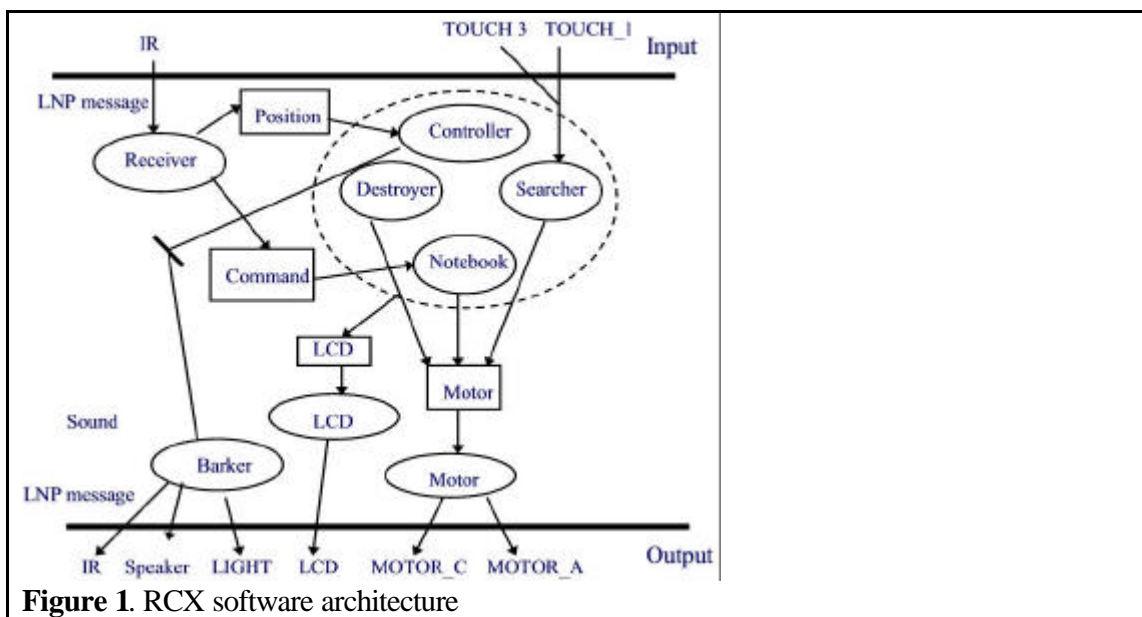 TOUCH 3 TOUCH_1
IR
Input
LNP message
Position
Controller
Receiver
Destroyer
Searcher
Notebook
Command
LCD
Motor
Sound
LCD
Barker
Motor
LNP message
IR Speaker LIGHT LCD MOTOR_C MOTOR_A
Output
Figure 1. RCX software architecture